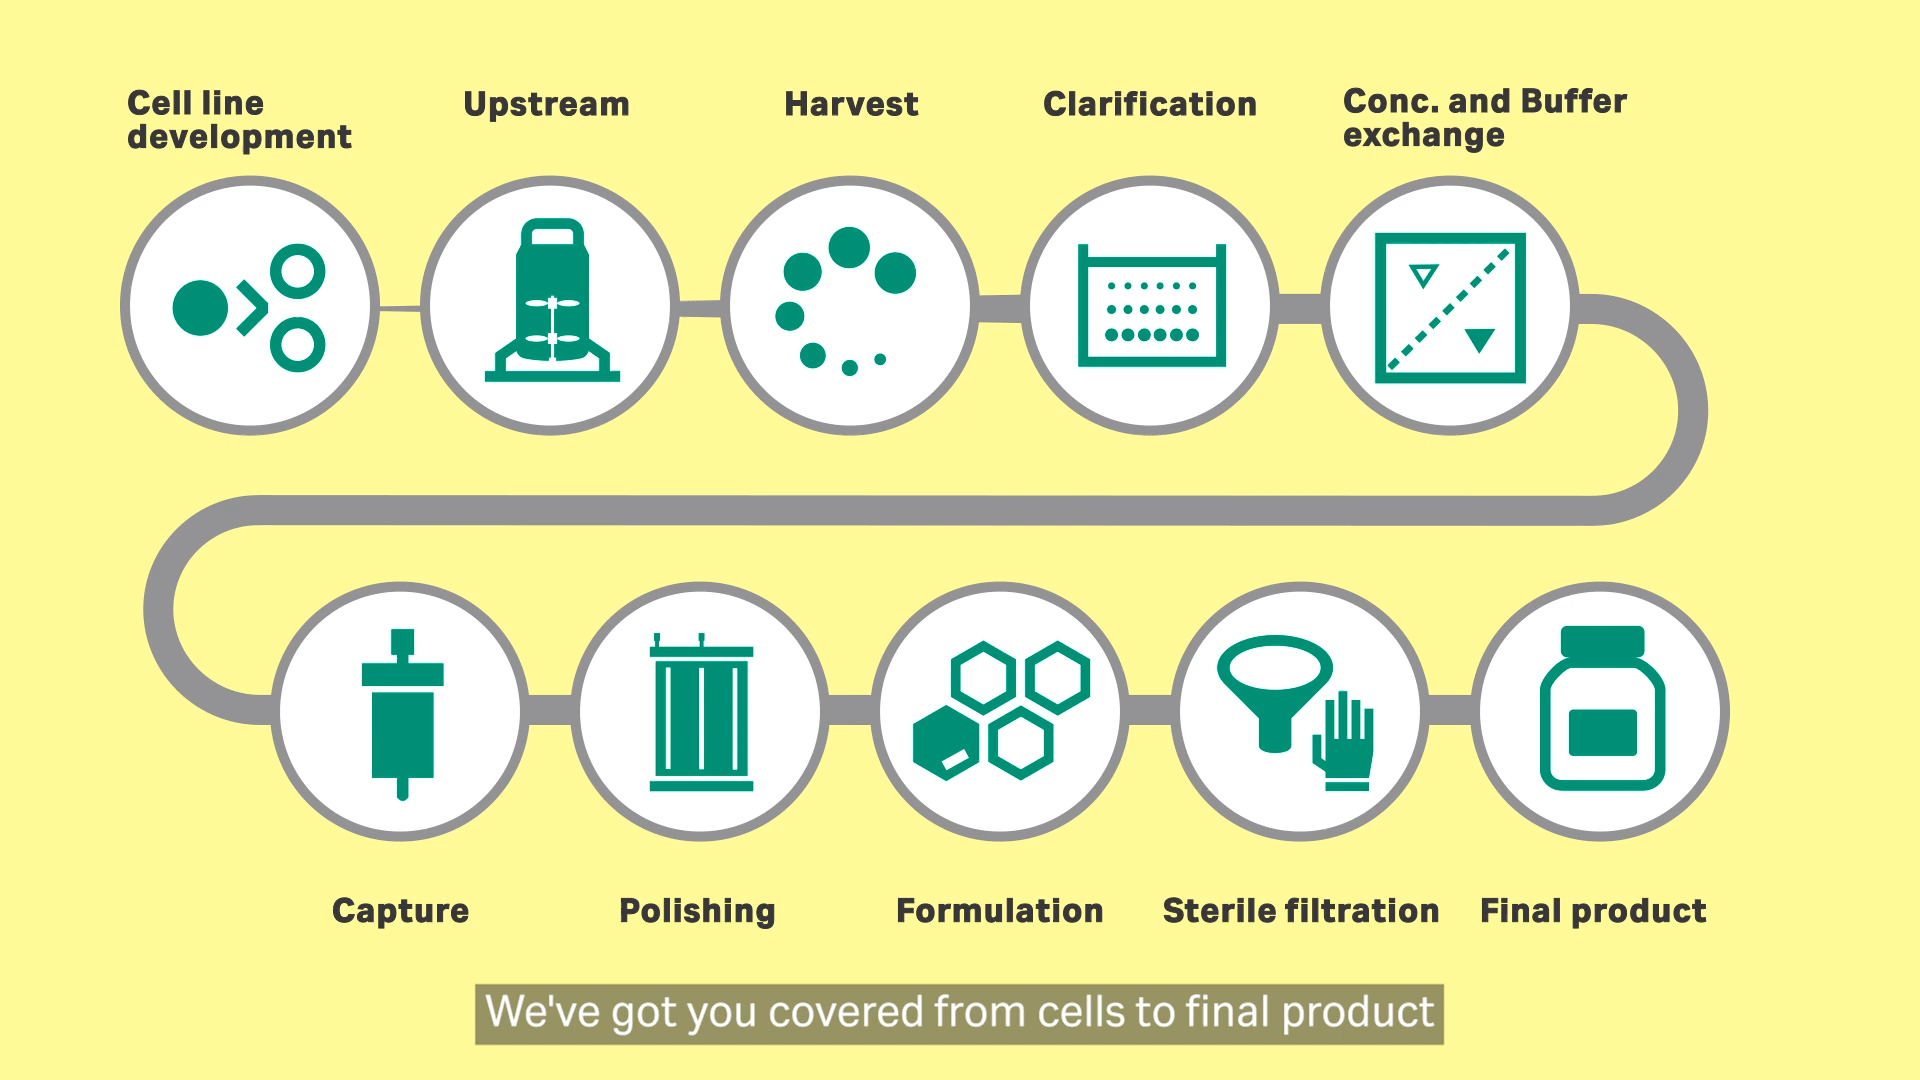 Cell line
development
Upstream
Harvest
Clarification
Conc. and Buffer
exchange
Capture
Polishing
Formulation
Sterile filtration
Final product
We've got you covered from cells to final product